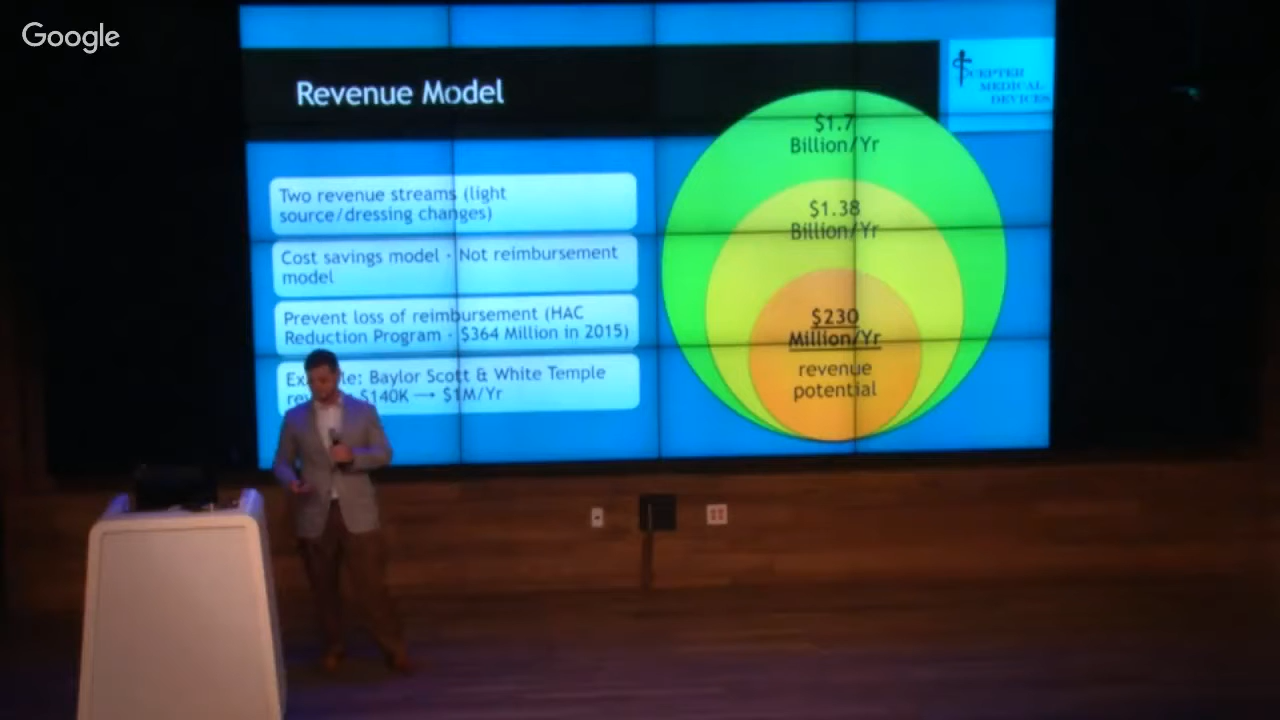 Google
Revenue Model
SCEPTER
MEDICAL
DEVICES
Two revenue streams (light
source/dressing changes)
Cost savings model - Not reimbursement
model
Prevent loss of reimbursement (HAC
Reduction Program - $364 Million in 2015)
Baylor Scott & White Temple
$140K → $1M/Yr
$1.7
Billion/Yr
$1.38
Billion/Yr
$230
Million/Yr
revenue
potential